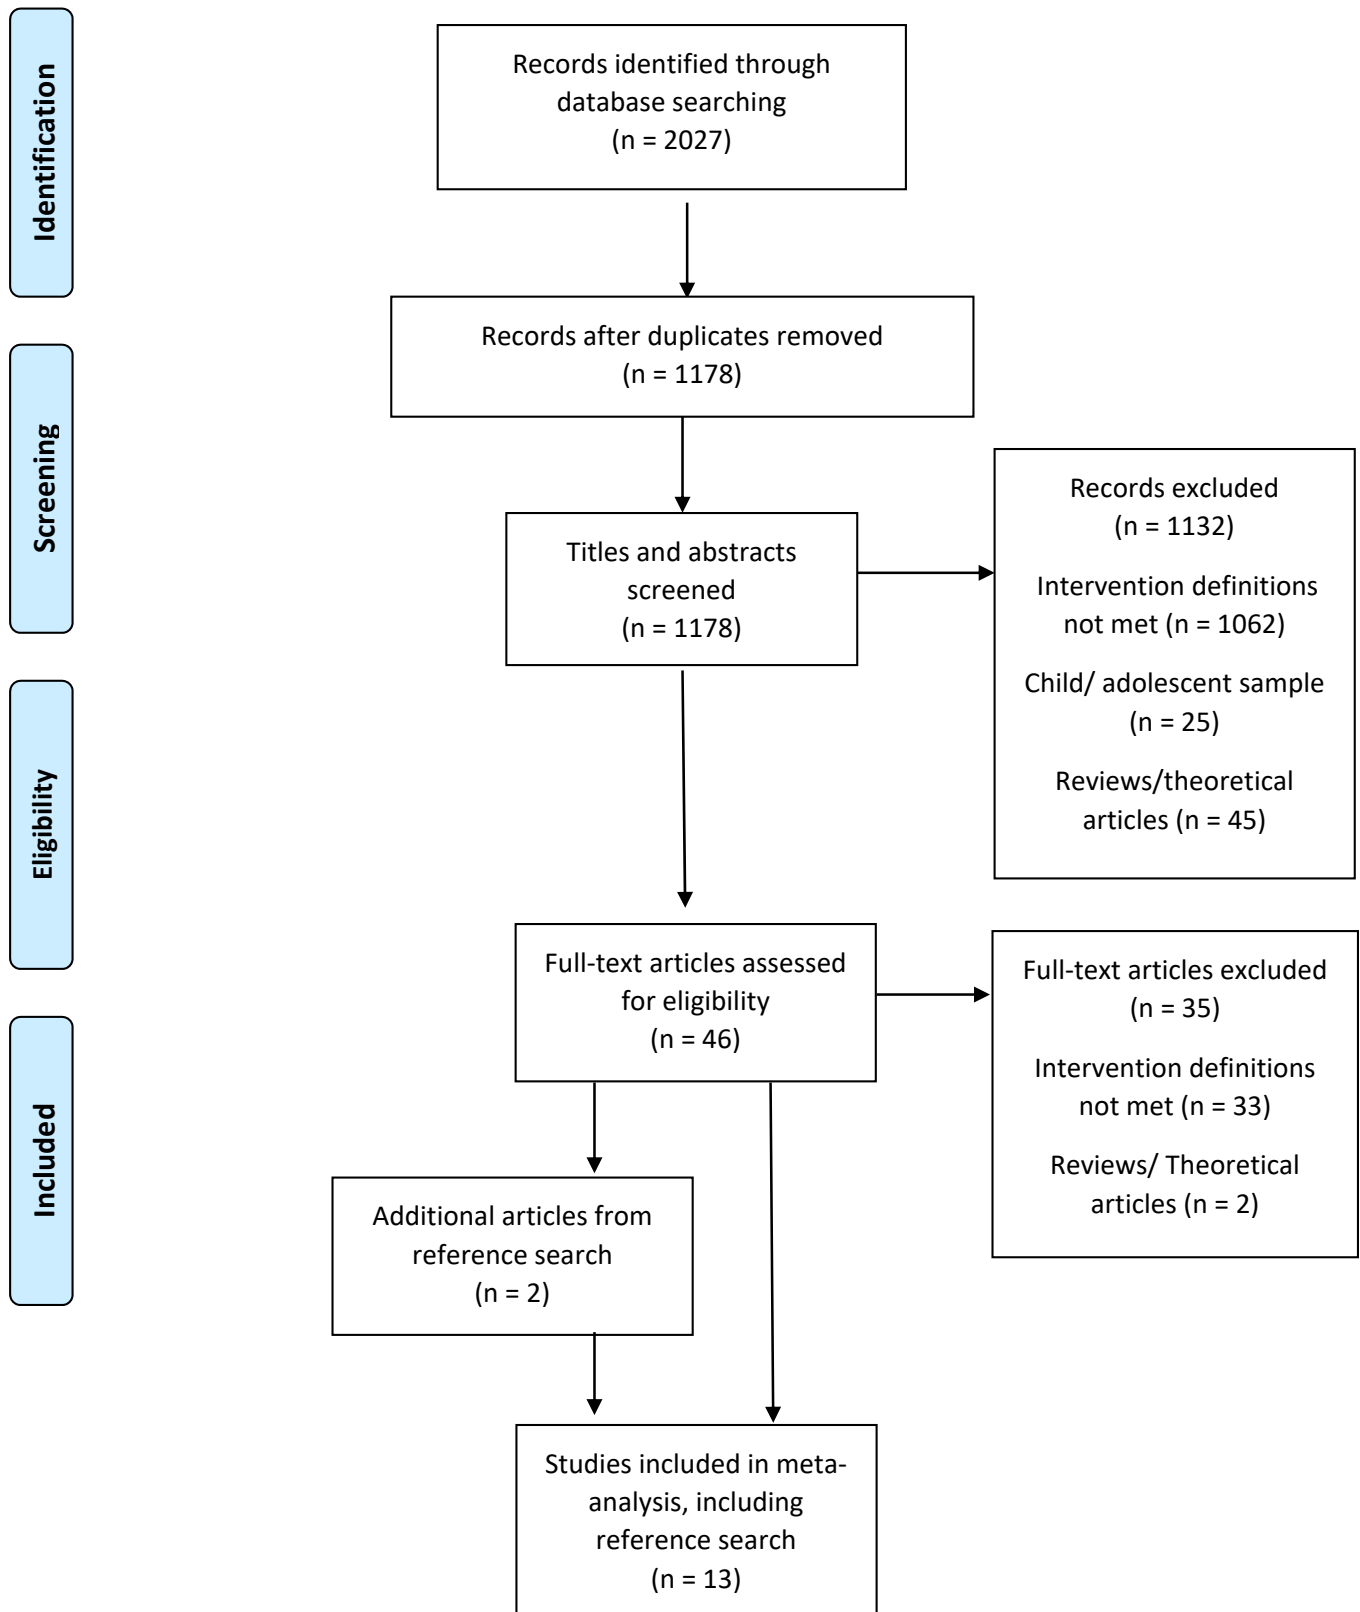 Identification
Records identified through
database searching
(n = 2027)
Records after duplicates removed
(n = 1178)
Screening
Titles and abstracts
screened
(n = 1178)
Records excluded
(n = 1132)
Intervention definitions
not met (n = 1062)
Child/ adolescent sample
(n = 25)
Reviews/theoretical
articles (n = 45)
Eligibility
Full-text articles assessed
for eligibility
(n = 46)
Full-text articles excluded
(n = 35)
Intervention definitions
not met (n = 33)
Reviews/ Theoretical
articles (n = 2)
Included
Additional articles from
reference search
(n = 2)
Studies included in meta-
analysis, including
reference search
(n = 13)